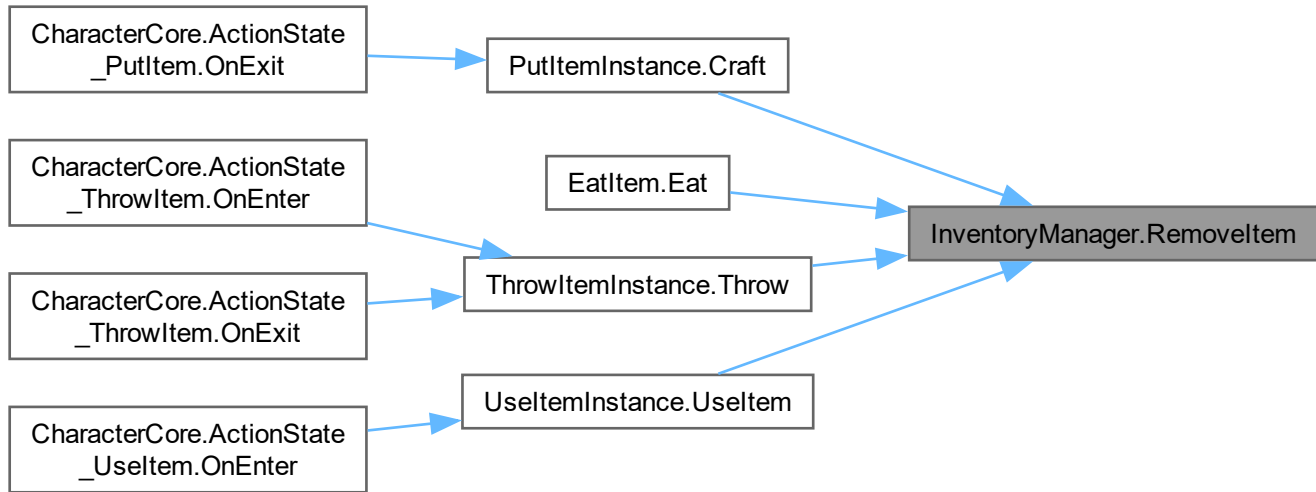 CharacterCore.ActionState
_PutItem.OnExit
CharacterCore.ActionState
_ThrowItem.OnEnter
CharacterCore.ActionState
_ThrowItem.OnExit
CharacterCore.ActionState
_UseItem.OnEnter
PutItemInstance.Craft
EatItem.Eat
ThrowItemInstance.Throw
UseItemInstance.UseItem
InventoryManager.RemoveItem